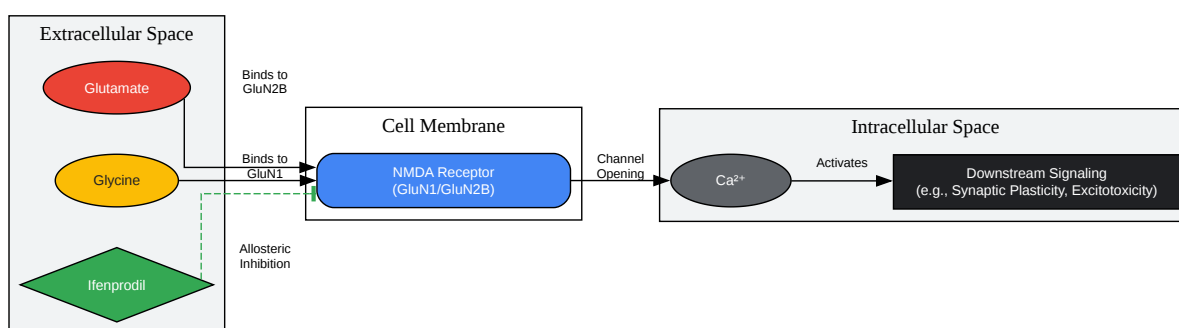 Extracellular Space
Glutamate
Binds to
GluN2B
Cell Membrane
Intracellular Space
Glycine
Binds to
GluN1
NMDA Receptor
(GluN1/GluN2B)
Channel
Opening
Ca²⁺
Activates
Downstream Signaling
(e.g., Synaptic Plasticity, Excitotoxicity)
Allosteric
Inhibition
Ifenprodil